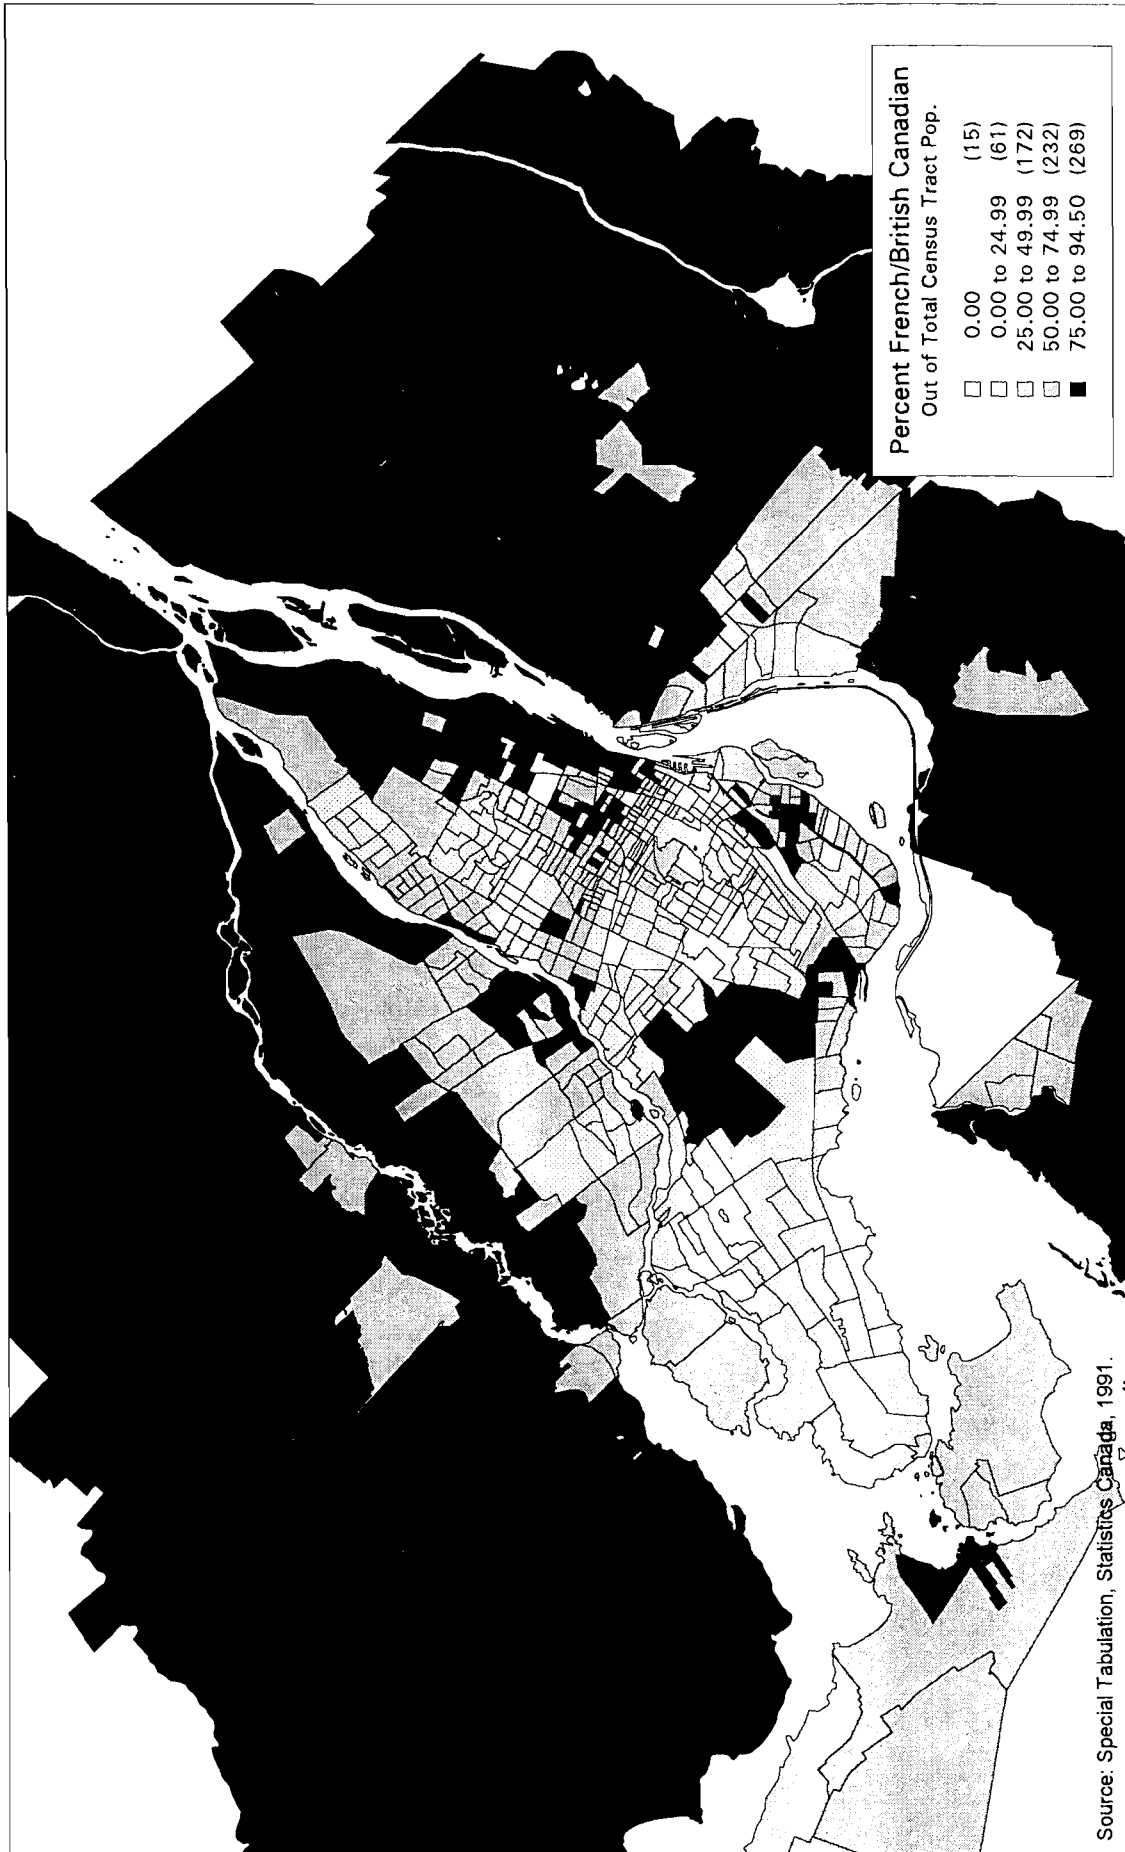 Percent French/British Canadian
Out of Total Census Tract Pop.
0.00 (15)
0.00 to 24.99 (61)
25.00 to 49.99 (172)
50.00 to 74.99 (232)
75.00 to 94.50 (269)
Source: Special Tabulation, Statistics Canada, 1991.